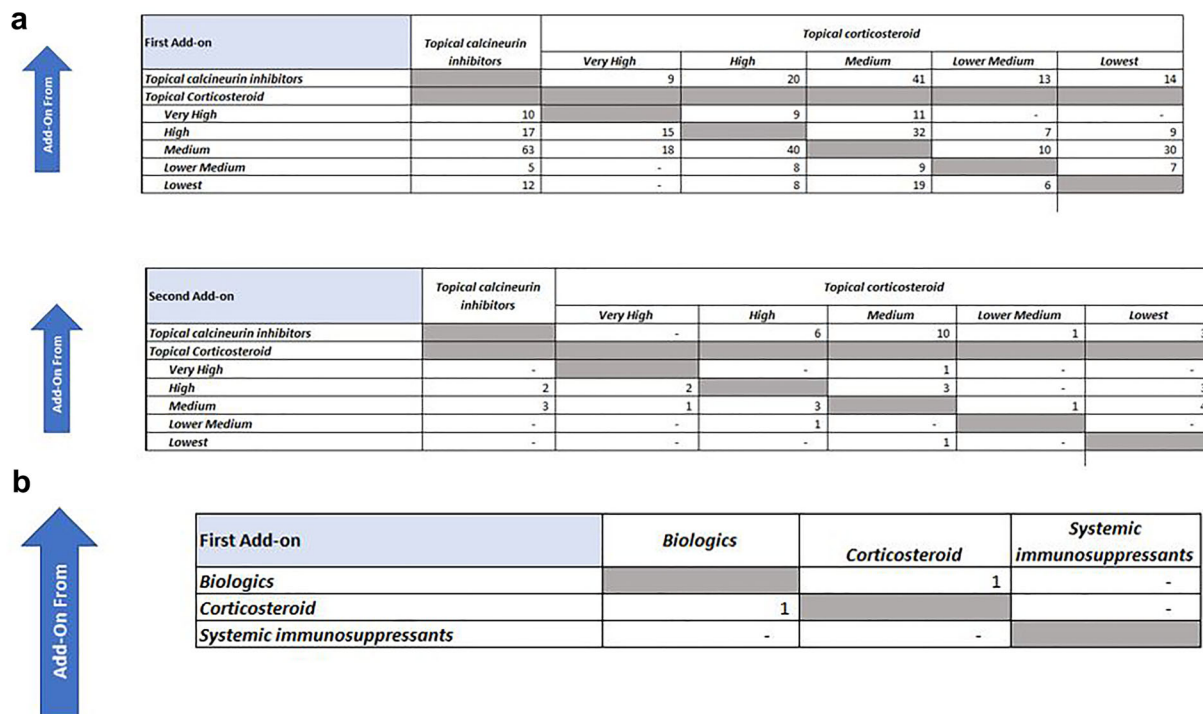 a
First Add-on Topical calcineurin inhibitors Topical corticosteroid
Very High High Medium Lower Medium Lowest
Topical calcineurin inhibitors 9 20 41 13 14
Topical Corticosteroid
Very High 10 9 11 - -
High 17 15 32 7 9
Medium 63 18 40 10 30
Lower Medium 5 - 8 9 7
Lowest 12 - 8 19 6
Add-On From
Second Add-on Topical calcineurin inhibitors Topical corticosteroid
Very High High Medium Lower Medium Lowest
Topical calcineurin inhibitors - 6 10 1
Topical Corticosteroid
Very High - - 1 - -
High 2 2 3 -
Medium 3 1 3 1
Lower Medium - - 1 - -
Lowest - - - 1 -
Add-On From
b
First Add-on Biologics Corticosteroid Systemic immunosuppressants
Biologics 1 -
Corticosteroid 1 -
Systemic immunosuppressants - -
Add-On From